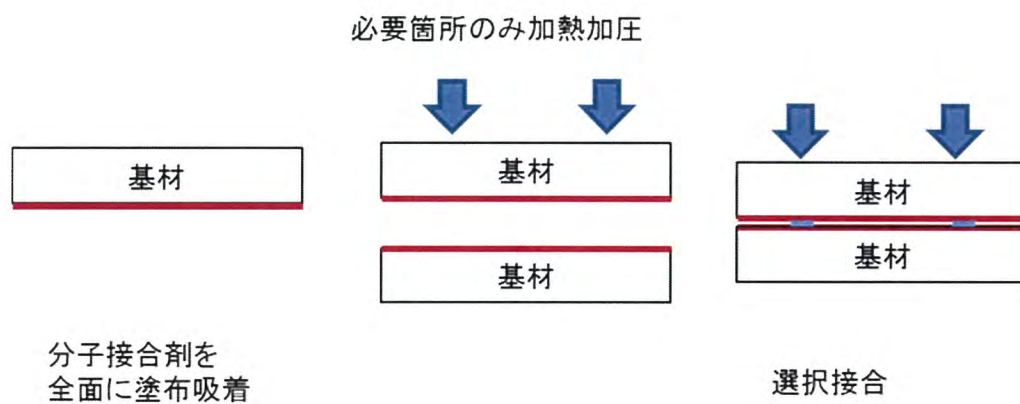 必要箇所のみ加熱加圧
基材
基材
基材
基材
基材
分子接合剤を
全面に塗布吸着
選択接合